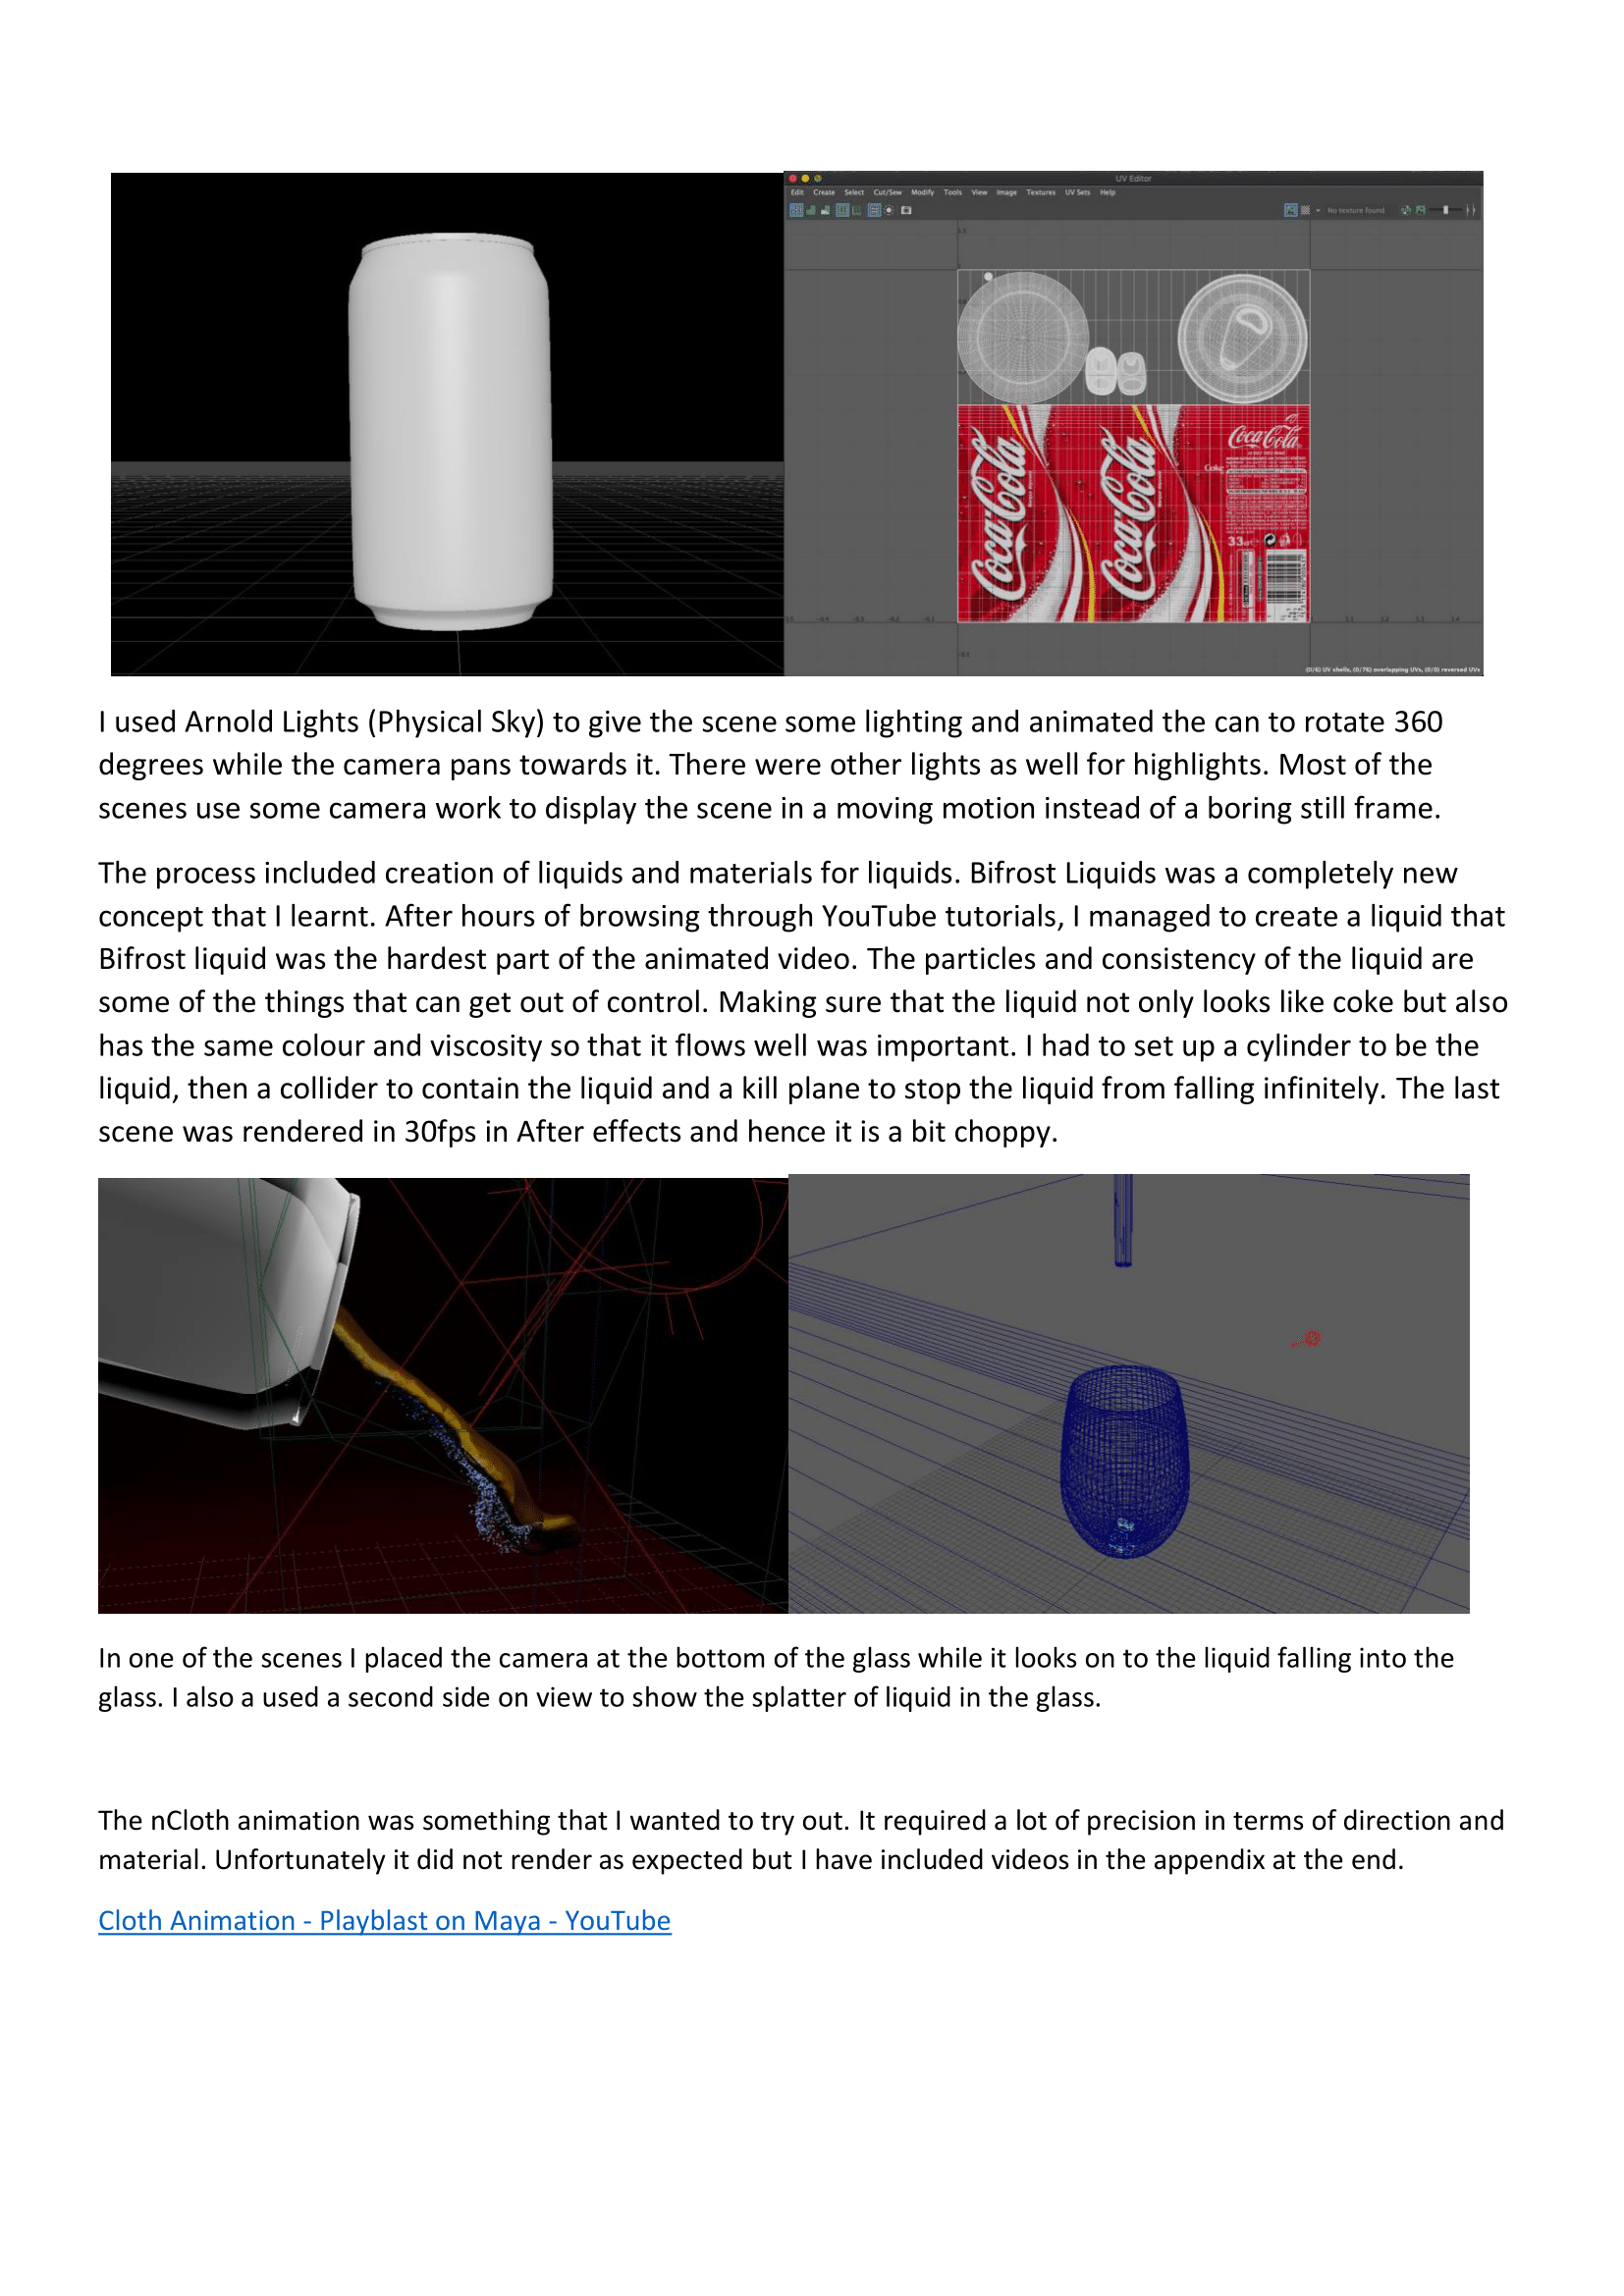 UV Editor
Edit Create Select Cut/Sew Modify Tools View Image Textures UV Sets Help
No texture found
Coca-Cola
Coca-Cola
Coca-Cola
Coke
33
(0/6) UV shells, (0/76) overlapping UVs, (0/0) reversed UVs
I used Arnold Lights (Physical Sky) to give the scene some lighting and animated the can to rotate 360
degrees while the camera pans towards it. There were other lights as well for highlights. Most of the
scenes use some camera work to display the scene in a moving motion instead of a boring still frame.
The process included creation of liquids and materials for liquids. Bifrost Liquids was a completely new
concept that I learnt. After hours of browsing through YouTube tutorials, I managed to create a liquid that
Bifrost liquid was the hardest part of the animated video. The particles and consistency of the liquid are
some of the things that can get out of control. Making sure that the liquid not only looks like coke but also
has the same colour and viscosity so that it flows well was important. I had to set up a cylinder to be the
liquid, then a collider to contain the liquid and a kill plane to stop the liquid from falling infinitely. The last
scene was rendered in 30fps in After effects and hence it is a bit choppy.
In one of the scenes I placed the camera at the bottom of the glass while it looks on to the liquid falling into the
glass. I also a used a second side on view to show the splatter of liquid in the glass.
The nCloth animation was something that I wanted to try out. It required a lot of precision in terms of direction and
material. Unfortunately it did not render as expected but I have included videos in the appendix at the end.
Cloth Animation - Playblast on Maya - YouTube